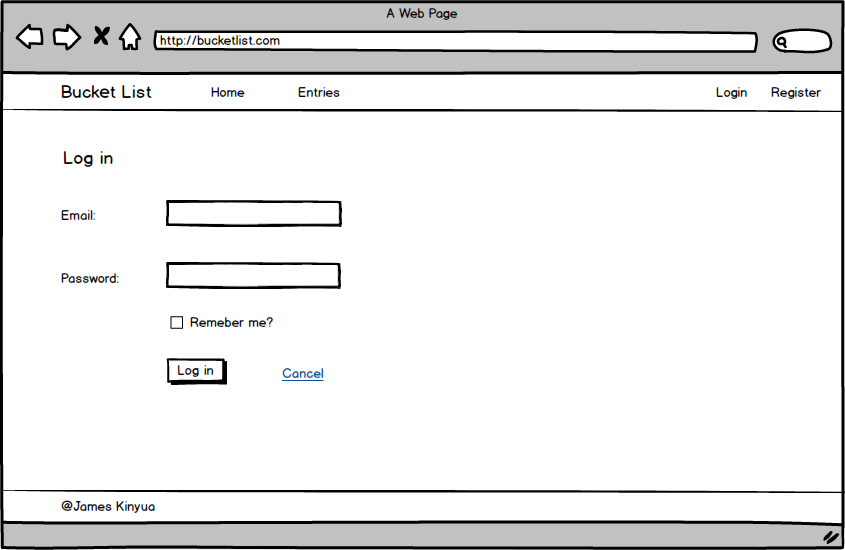 A Web Page
http://bucketlist.com
Bucket List Home Entries Login Register
Log in
Email:
Password:
Remeber me?
Log in Cancel
@James Kinyua